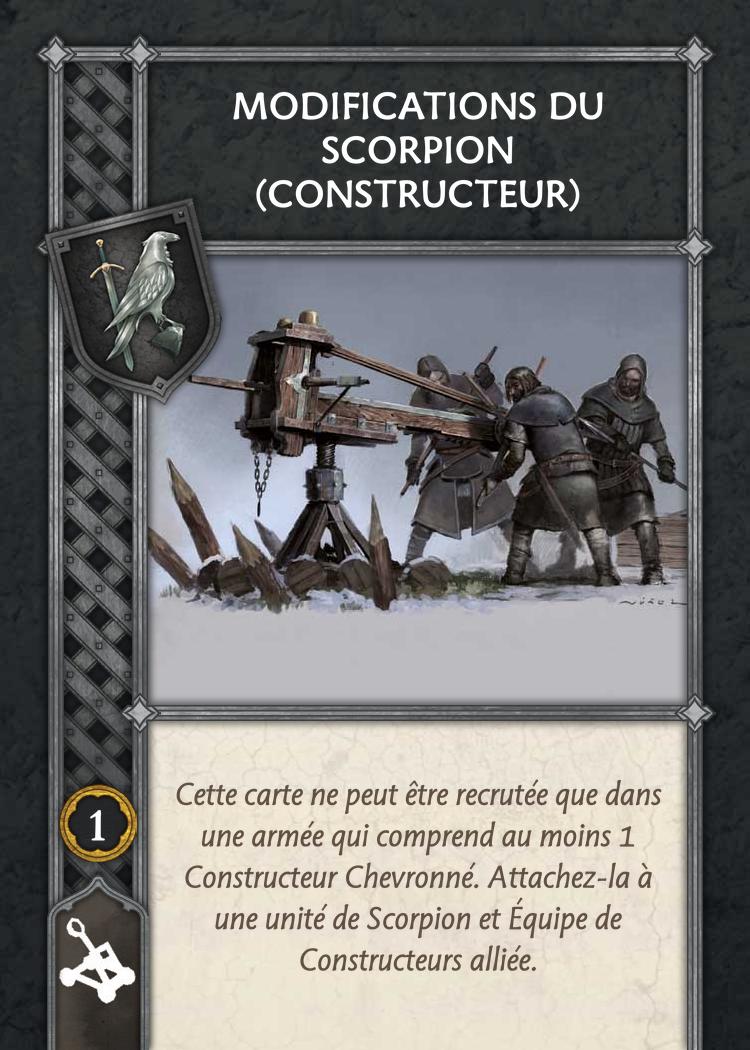 MODIFICATIONS DU
SCORPION
(CONSTRUCTEUR)
1
Cette carte ne peut être recrutée que dans
une armée qui comprend au moins 1
Constructeur Chevronné. Attachez-la à
une unité de Scorpion et Équipe de
Constructeurs alliée.